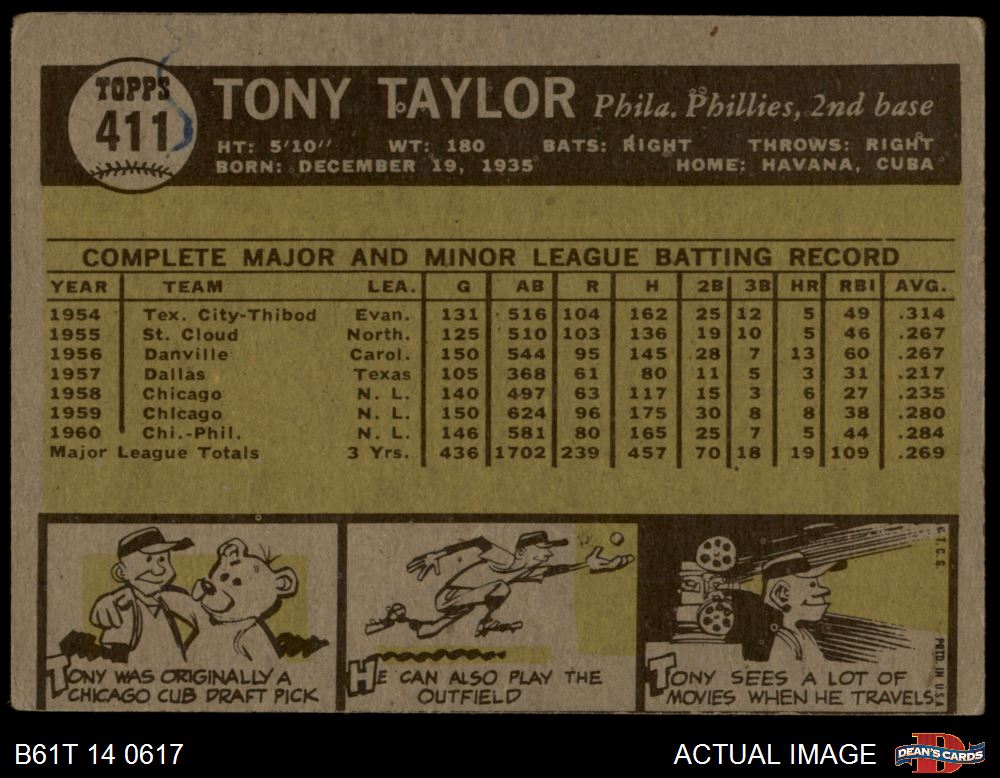 TOPPS
411
TONY TAYLOR Phila. Phillies, 2nd base
HT: 5'10" WT: 180 BATS: RIGHT THROWS: RIGHT
BORN: DECEMBER 19, 1935 HOME: HAVANA, CUBA
COMPLETE MAJOR AND MINOR LEAGUE BATTING RECORD
YEAR TEAM LEA. G AB R H 2B 3B HR RBI AVG.
1954 Tex. City-Thibod Evan. 131 516 104 162 25 12 5 49 .314
1955 St. Cloud North. 125 510 103 136 19 10 5 46 .267
1956 Danville Carol. 150 544 95 145 28 7 13 60 .267
1957 Dallas Texas 105 368 61 80 11 5 3 31 .217
1958 Chicago N. L. 140 497 63 117 15 3 6 27 .235
1959 Chicago N. L. 150 624 96 175 30 8 8 38 .280
1960 Chi.-Phil. N. L. 146 581 80 165 25 7 5 44 .284
Major League Totals 3 Yrs. 436 1702 239 457 70 18 19 109 .269
TONY WAS ORIGINALLY A
CHICAGO CUB DRAFT PICK
HE CAN ALSO PLAY THE
OUTFIELD
TONY SEES A LOT OF
MOVIES WHEN HE TRAVELS.
© T.C.G. PRTD. IN U.S.A.
B61T 14 0617
ACTUAL IMAGE
DEAN'S CARDS